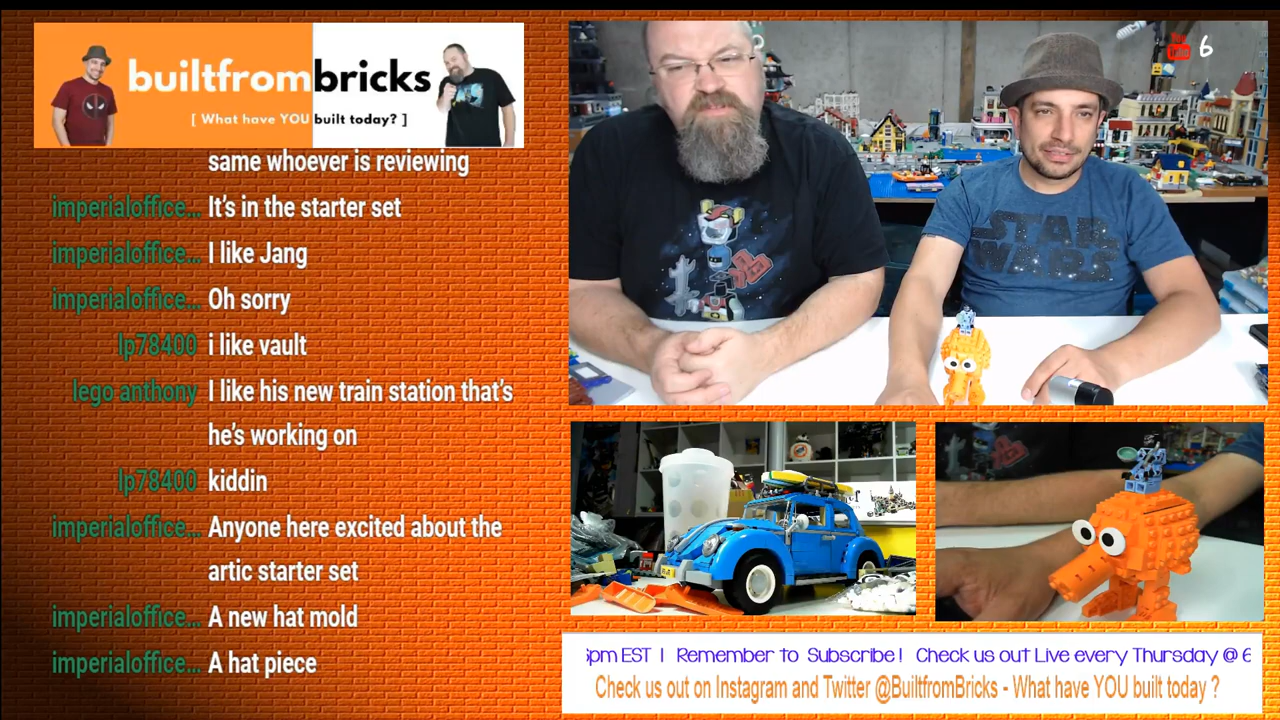 builtfrombricks
[ What have YOU built today? ]
same whoever is reviewing
imperialoffice... It's in the starter set
imperialoffice... I like Jang
imperialoffice... Oh sorry
lp78400 i like vault
lego anthony I like his new train station that's
he's working on
lp78400 kiddin
imperialoffice... Anyone here excited about the
artic starter set
imperialoffice... A new hat mold
imperialoffice... A hat piece
You
Tube 6
STAR
WARS
pm EST | Remember to Subscribe! Check us out Live every Thursday @ 6
Check us out on Instagram and Twitter @BuiltfromBricks - What have YOU built today ?